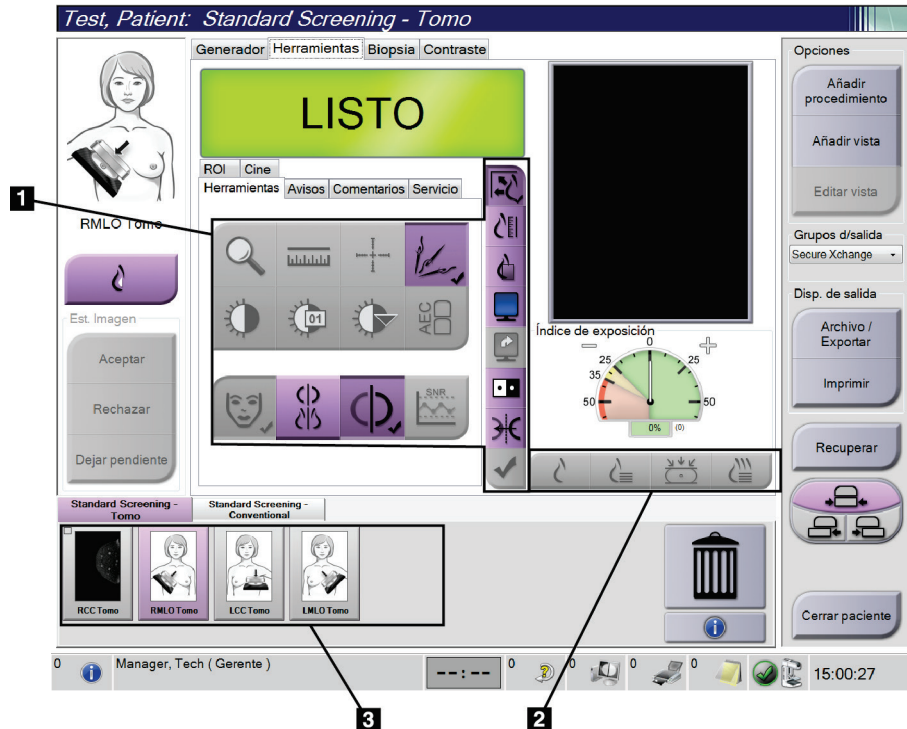 Test, Patient: Standard Screening - Tomo
Generador Herramientas Biopsia Contraste
LISTO
ROI Cine
Herramientas Avisos Comentarios Servicio
1
RMLO Tomo
Est. Imagen
Aceptar
Rechazar
Dejar pendiente
01
AEC
SNR
Índice de exposición
0
25
25
35
50
50
0% (0)
Opciones
Añadir
procedimiento
Añadir vista
Editar vista
Grupos d/salida
Secure Xchange
Disp. de salida
Archivo /
Exportar
Imprimir
Recuperar
Cerrar paciente
Standard Screening -
Tomo
Standard Screening -
Conventional
RCC Tomo
RMLO Tomo
LCC Tomo
LMLO Tomo
0
Manager, Tech ( Gerente )
--:--
0
0
0
0
15:00:27
3
2